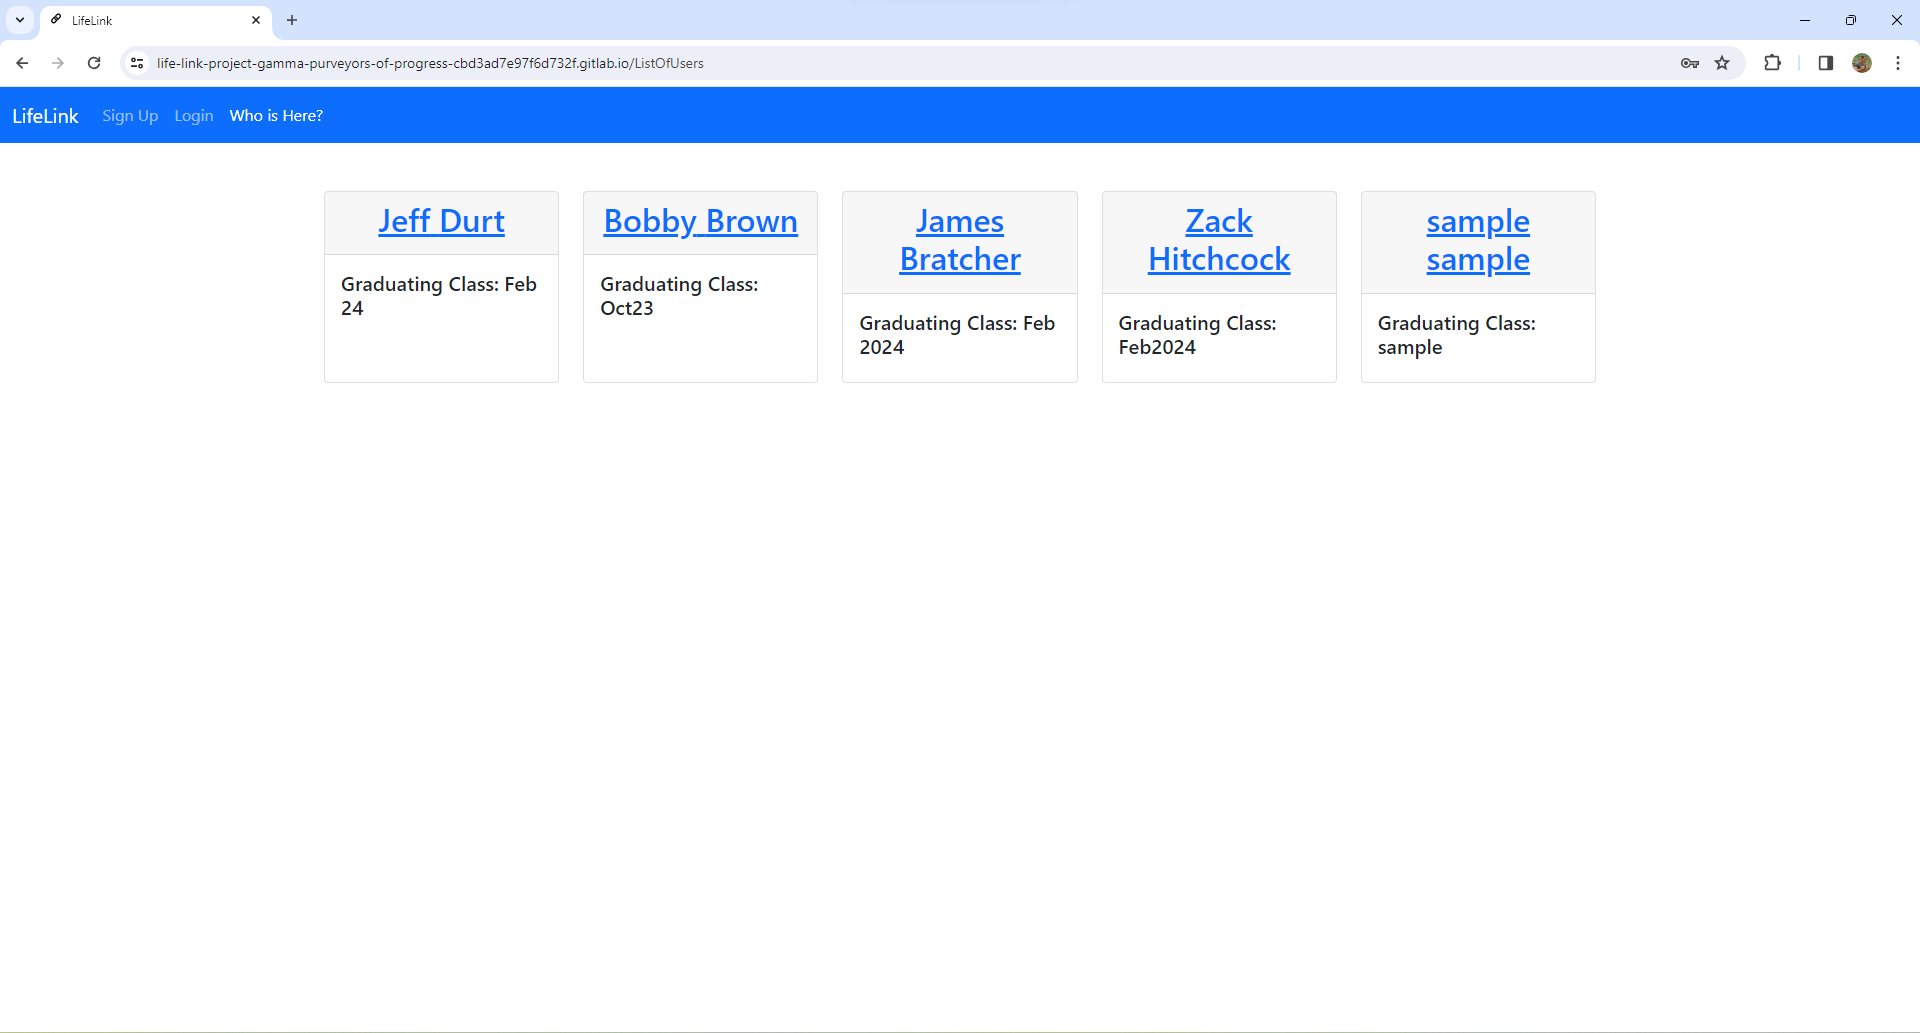 LifeLink
life-link-project-gamma-purveyors-of-progress-cbd3ad7e97f6d732f.gitlab.io/ListOfUsers
LifeLink Sign Up Login Who is Here?
Jeff Durt
Graduating Class: Feb
24
Bobby Brown
Graduating Class:
Oct23
James
Bratcher
Graduating Class: Feb
2024
Zack
Hitchcock
Graduating Class:
Feb2024
sample
sample
Graduating Class:
sample